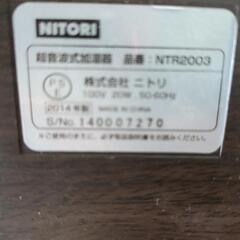 NITORI
超音波式加湿器 品番: NTR2003
PS
E
株式会社 ニトリ
100V 20W 50-60Hz
2014年製 MADE IN CHINA
S/No.140007270